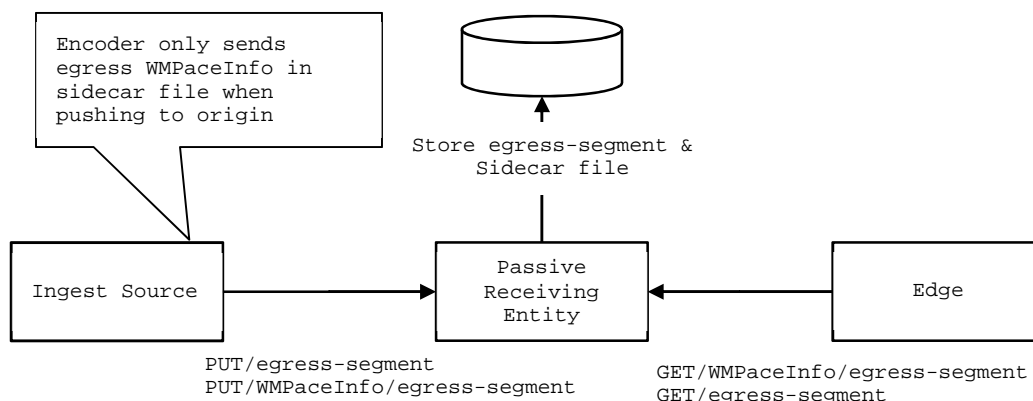 Encoder only sends
egress WMPaceInfo in
sidecar file when
pushing to origin
Store egress-segment &
Sidecar file
Ingest Source
Passive
Receiving
Entity
Edge
PUT/egress-segment
PUT/WMPaceInfo/egress-segment
GET/WMPaceInfo/egress-segment
GET/egress-segment